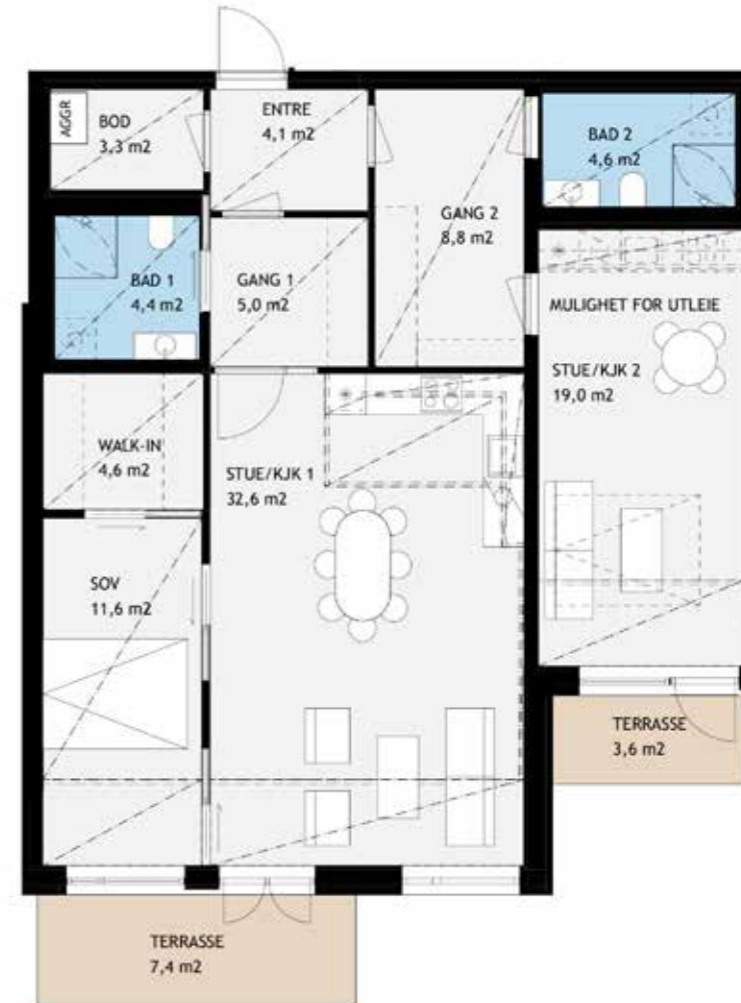 AGGR
BOD
3,3 m2
ENTRE
4,1 m2
BAD 2
4,6 m2
GANG 2
8,8 m2
BAD 1
4,4 m2
GANG 1
5,0 m2
MULIGHET FOR UTLEIE
STUE/KJK 2
19,0 m2
WALK-IN
4,6 m2
STUE/KJK 1
32,6 m2
SOV
11,6 m2
TERRASSE
3,6 m2
TERRASSE
7,4 m2